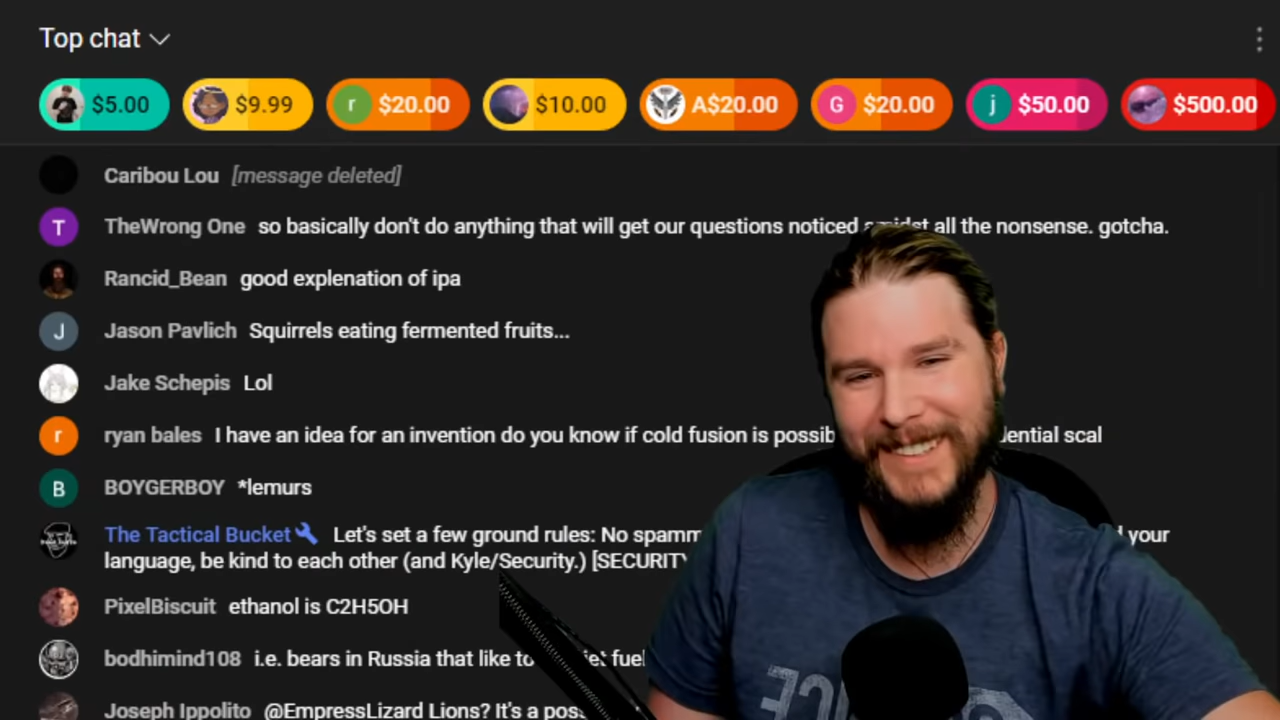 Top chat
$5.00
$9.99
r $20.00
$10.00
A$20.00
G $20.00
j $50.00
$500.00
Caribou Lou [message deleted]
T TheWrong One so basically don't do anything that will get our questions noticed amidst all the nonsense. gotcha.
Rancid_Bean good explenation of ipa
J Jason Pavlich Squirrels eating fermented fruits...
Jake Schepis Lol
r ryan bales I have an idea for an invention do you know if cold fusion is possib dential scal
B BOYGERBOY *lemurs
The Tactical Bucket Let's set a few ground rules: No spamm d your
language, be kind to each other (and Kyle/Security.) [SECURITY
PixelBiscuit ethanol is C2H5OH
bodhimind108 i.e. bears in Russia that like to fuel
Joseph Ippolito @EmpressLizard Lions? It's a poss